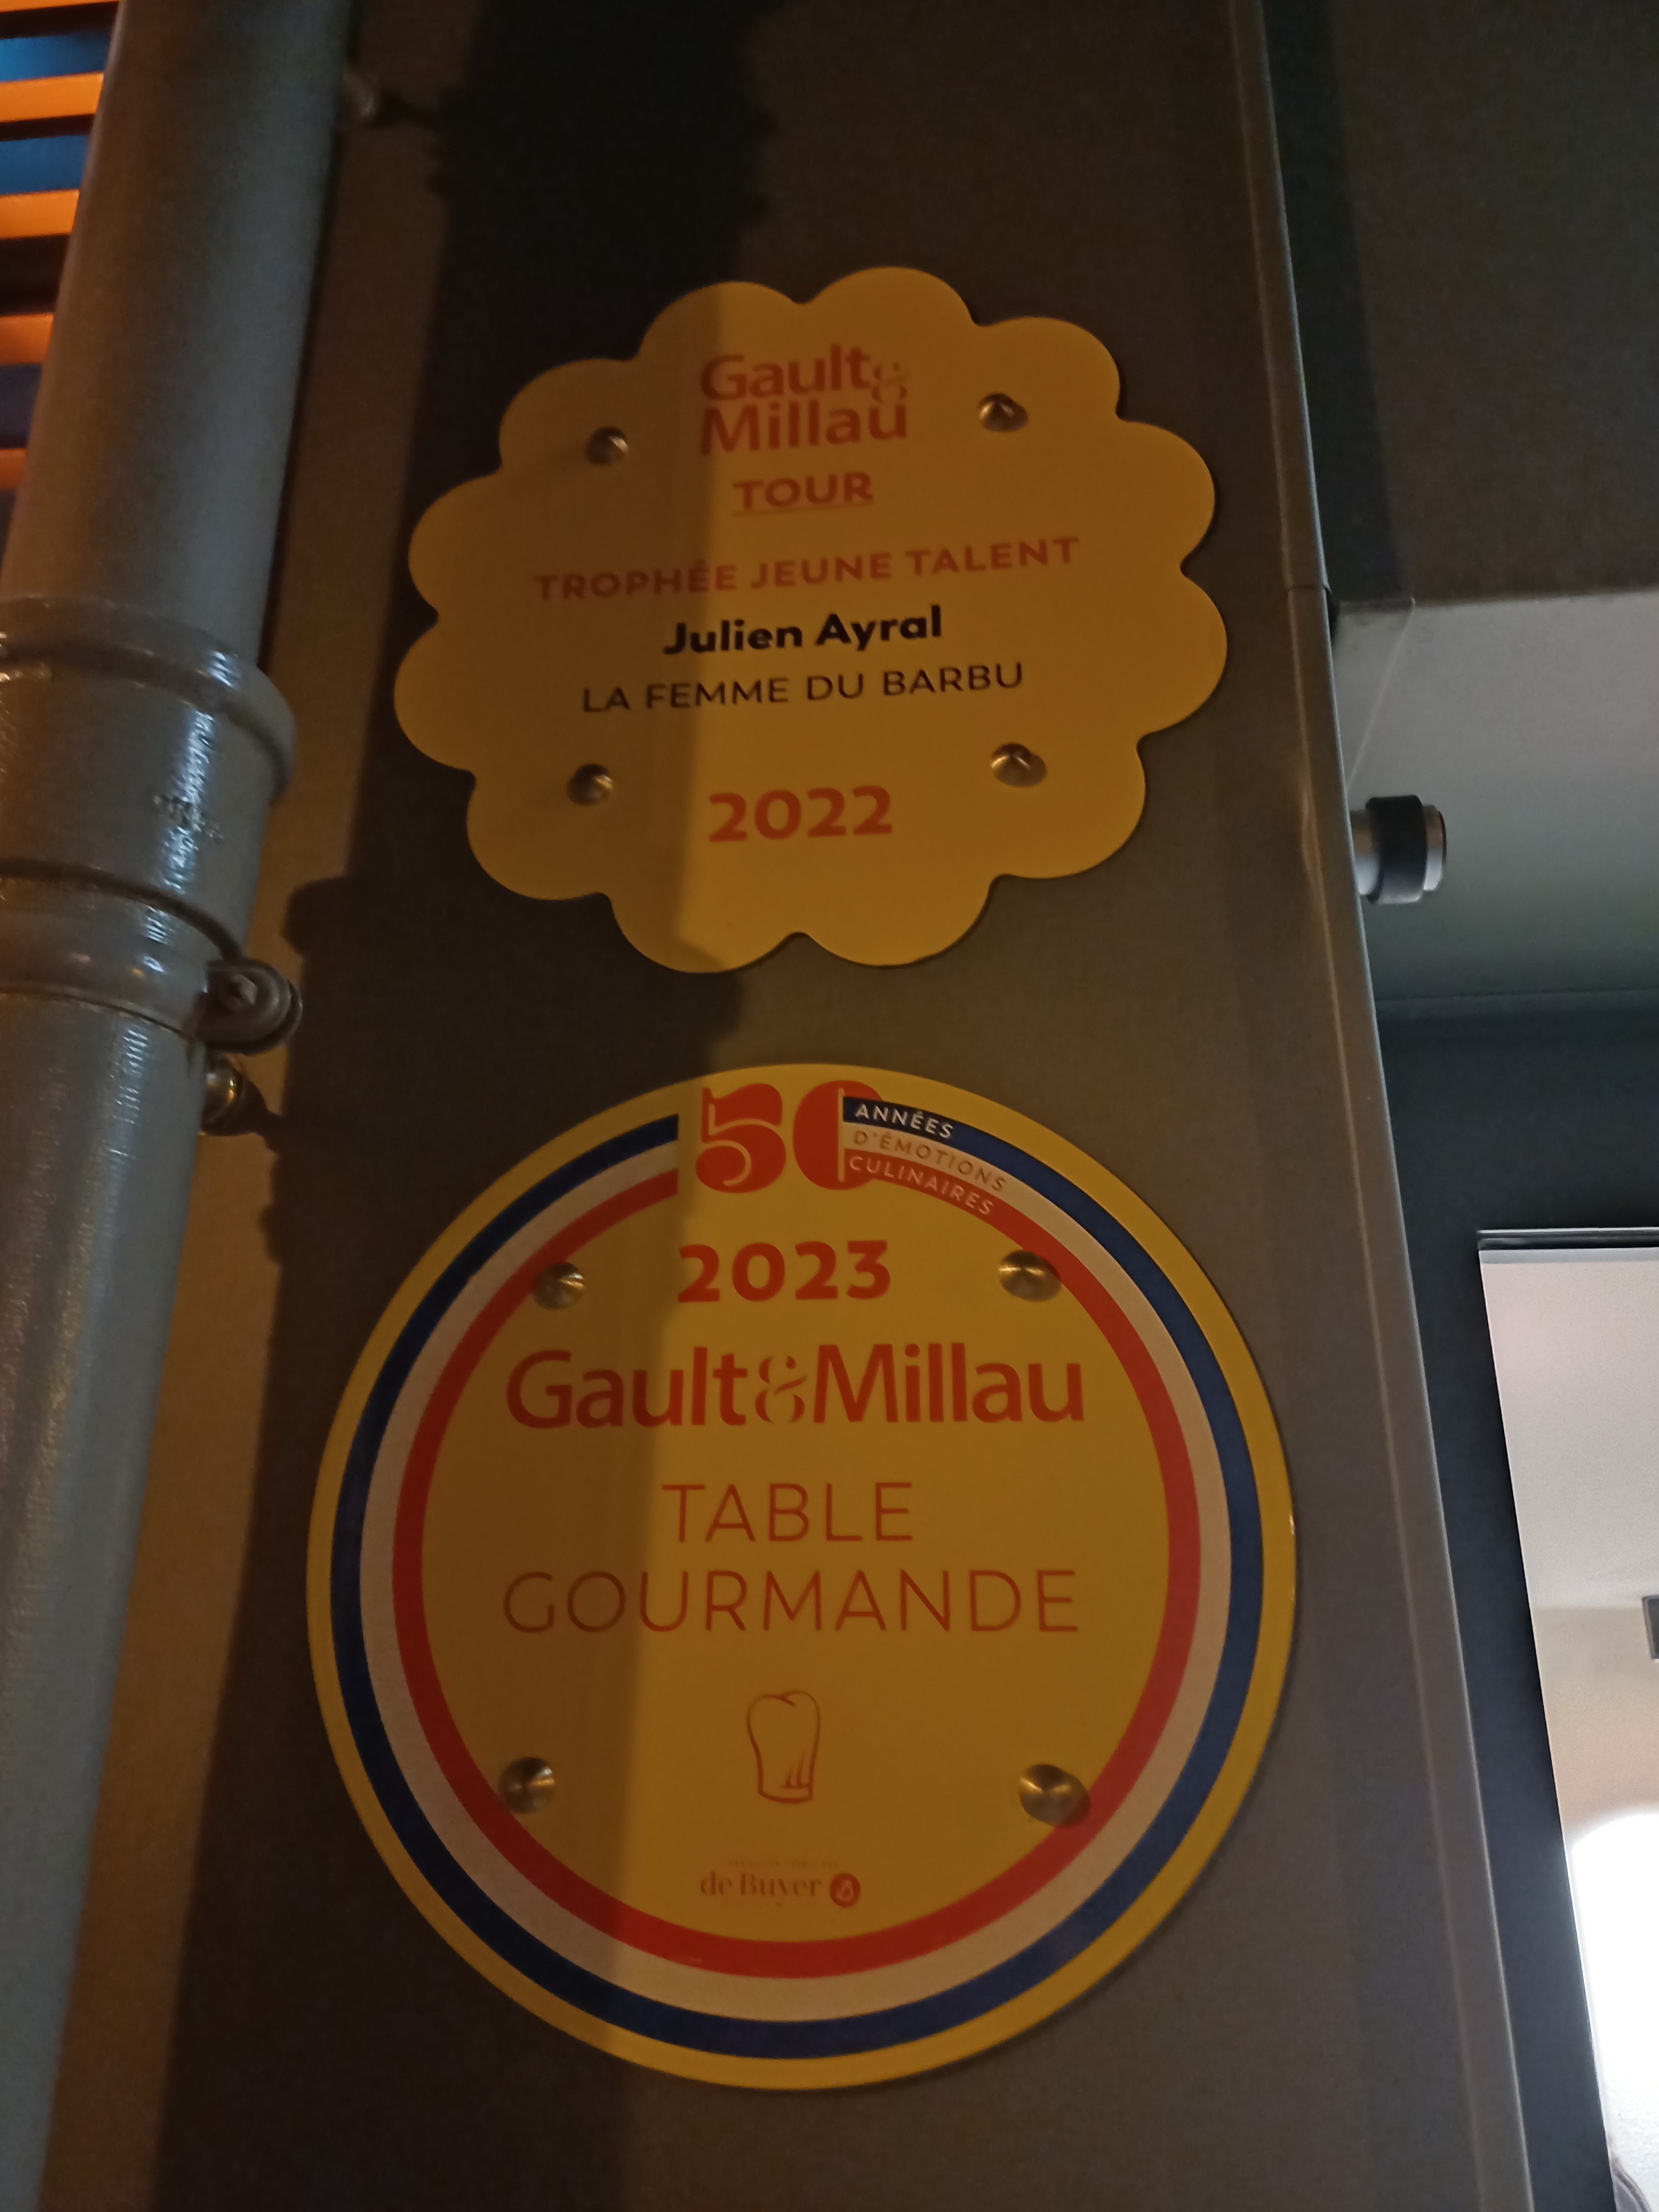 Gault&
Millau
TOUR
TROPHÉE JEUNE TALENT
Julien Ayral
LA FEMME DU BARBU
2022
50 ANNÉES
D'ÉMOTIONS
CULINAIRES
2023
Gault&Millau
TABLE
GOURMANDE
de Buyer